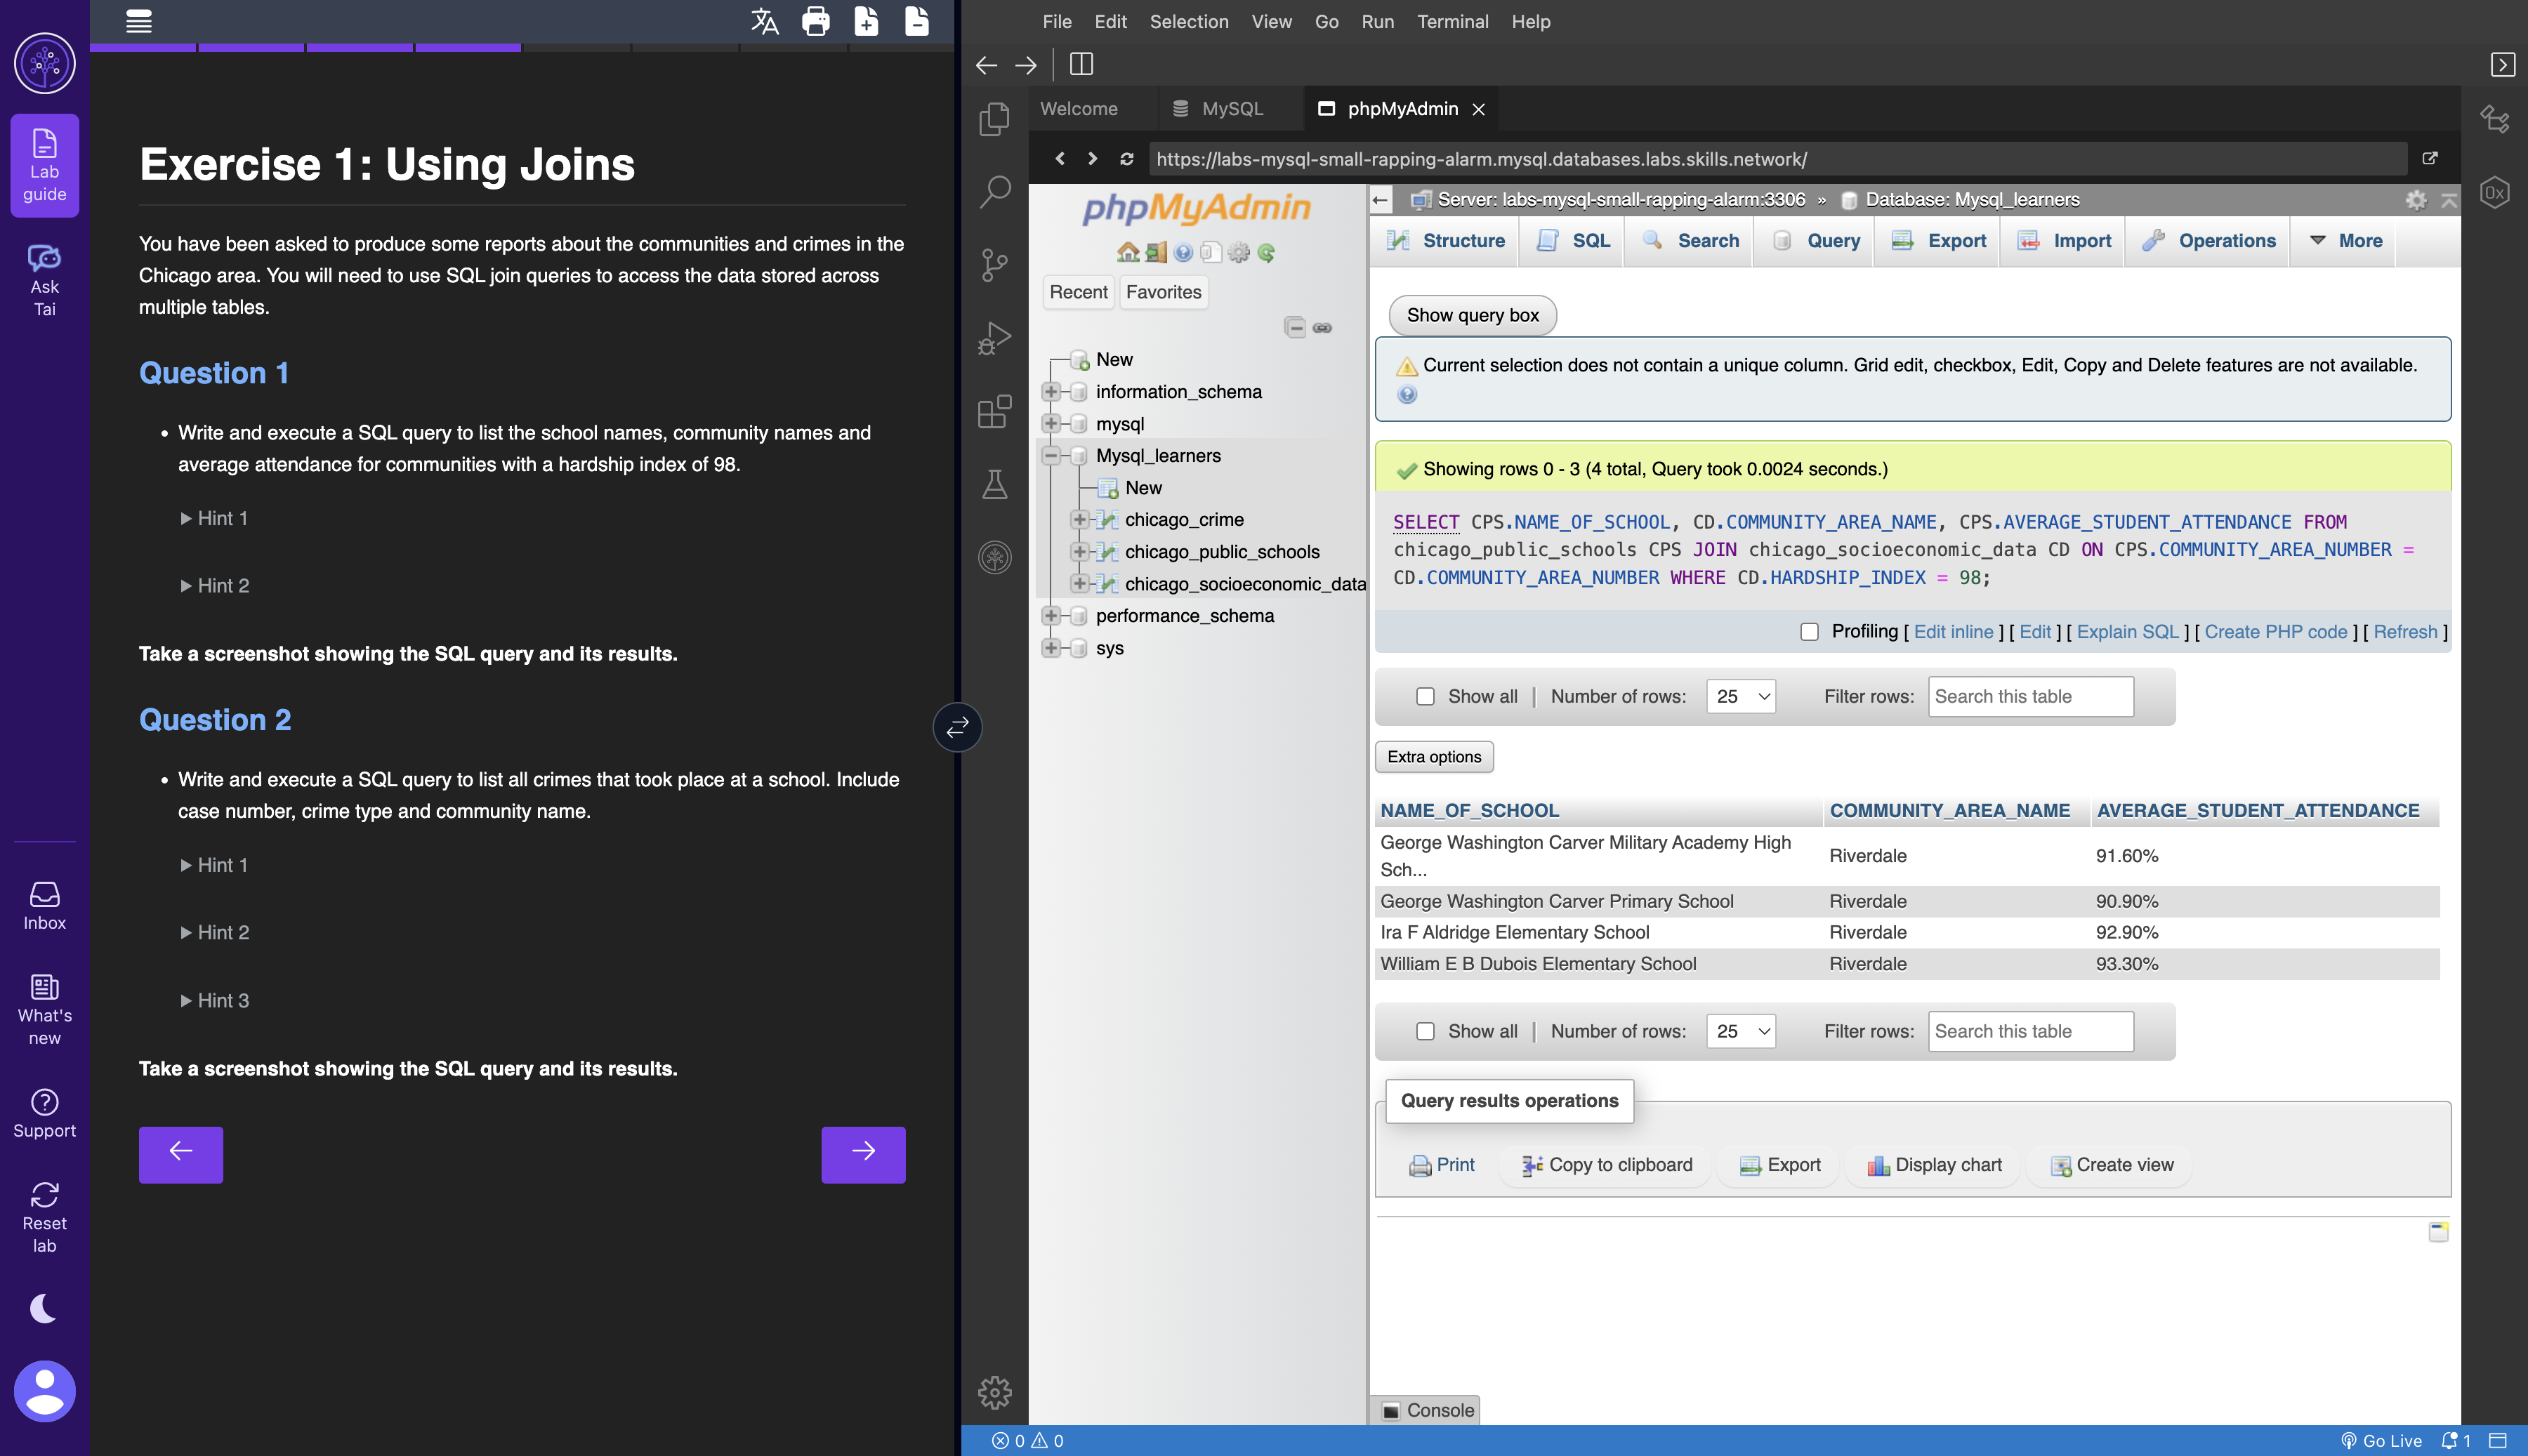 Lab
guide
Ask
Tai
Inbox
What's
new
Support
Reset
lab
Exercise 1: Using Joins
You have been asked to produce some reports about the communities and crimes in the
Chicago area. You will need to use SQL join queries to access the data stored across
multiple tables.
Question 1
• Write and execute a SQL query to list the school names, community names and
average attendance for communities with a hardship index of 98.
Hint 1
Hint 2
Take a screenshot showing the SQL query and its results.
Question 2
• Write and execute a SQL query to list all crimes that took place at a school. Include
case number, crime type and community name.
Hint 1
Hint 2
Hint 3
Take a screenshot showing the SQL query and its results.
File Edit Selection View Go Run Terminal Help
Welcome MySQL phpMyAdmin
https://labs-mysql-small-rapping-alarm.mysql.databases.labs.skills.network/
phpMyAdmin
Recent Favorites
New
information_schema
mysql
Mysql_learners
New
chicago_crime
chicago_public_schools
chicago_socioeconomic_data
performance_schema
sys
Server: labs-mysql-small-rapping-alarm:3306 » Database: Mysql_learners
Structure SQL Search Query Export Import Operations More
Show query box
Current selection does not contain a unique column. Grid edit, checkbox, Edit, Copy and Delete features are not available.
Showing rows 0 - 3 (4 total, Query took 0.0024 seconds.)
SELECT CPS.NAME_OF_SCHOOL, CD.COMMUNITY_AREA_NAME, CPS.AVERAGE_STUDENT_ATTENDANCE FROM
chicago_public_schools CPS JOIN chicago_socioeconomic_data CD ON CPS.COMMUNITY_AREA_NUMBER =
CD.COMMUNITY_AREA_NUMBER WHERE CD.HARDSHIP_INDEX = 98;
Profiling [ Edit inline ] [ Edit ] [ Explain SQL ] [ Create PHP code ] [ Refresh ]
Show all | Number of rows: 25 Filter rows: Search this table
Extra options
NAME_OF_SCHOOL COMMUNITY_AREA_NAME AVERAGE_STUDENT_ATTENDANCE
George Washington Carver Military Academy High
Sch... Riverdale 91.60%
George Washington Carver Primary School Riverdale 90.90%
Ira F Aldridge Elementary School Riverdale 92.90%
William E B Dubois Elementary School Riverdale 93.30%
Show all | Number of rows: 25 Filter rows: Search this table
Query results operations
Print Copy to clipboard Export Display chart Create view
Console
0 0 Go Live 1
0x